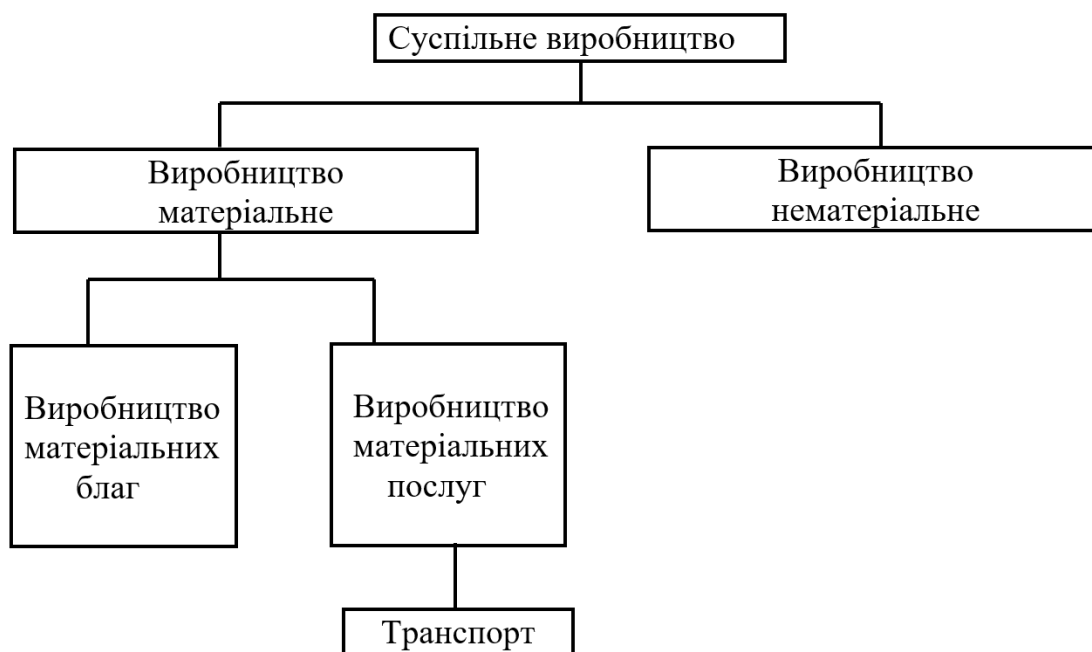 Суспільне виробництво
Виробництво
матеріальне
Виробництво
нематеріальне
Виробництво
матеріальних
благ
Виробництво
матеріальних
послуг
Транспорт